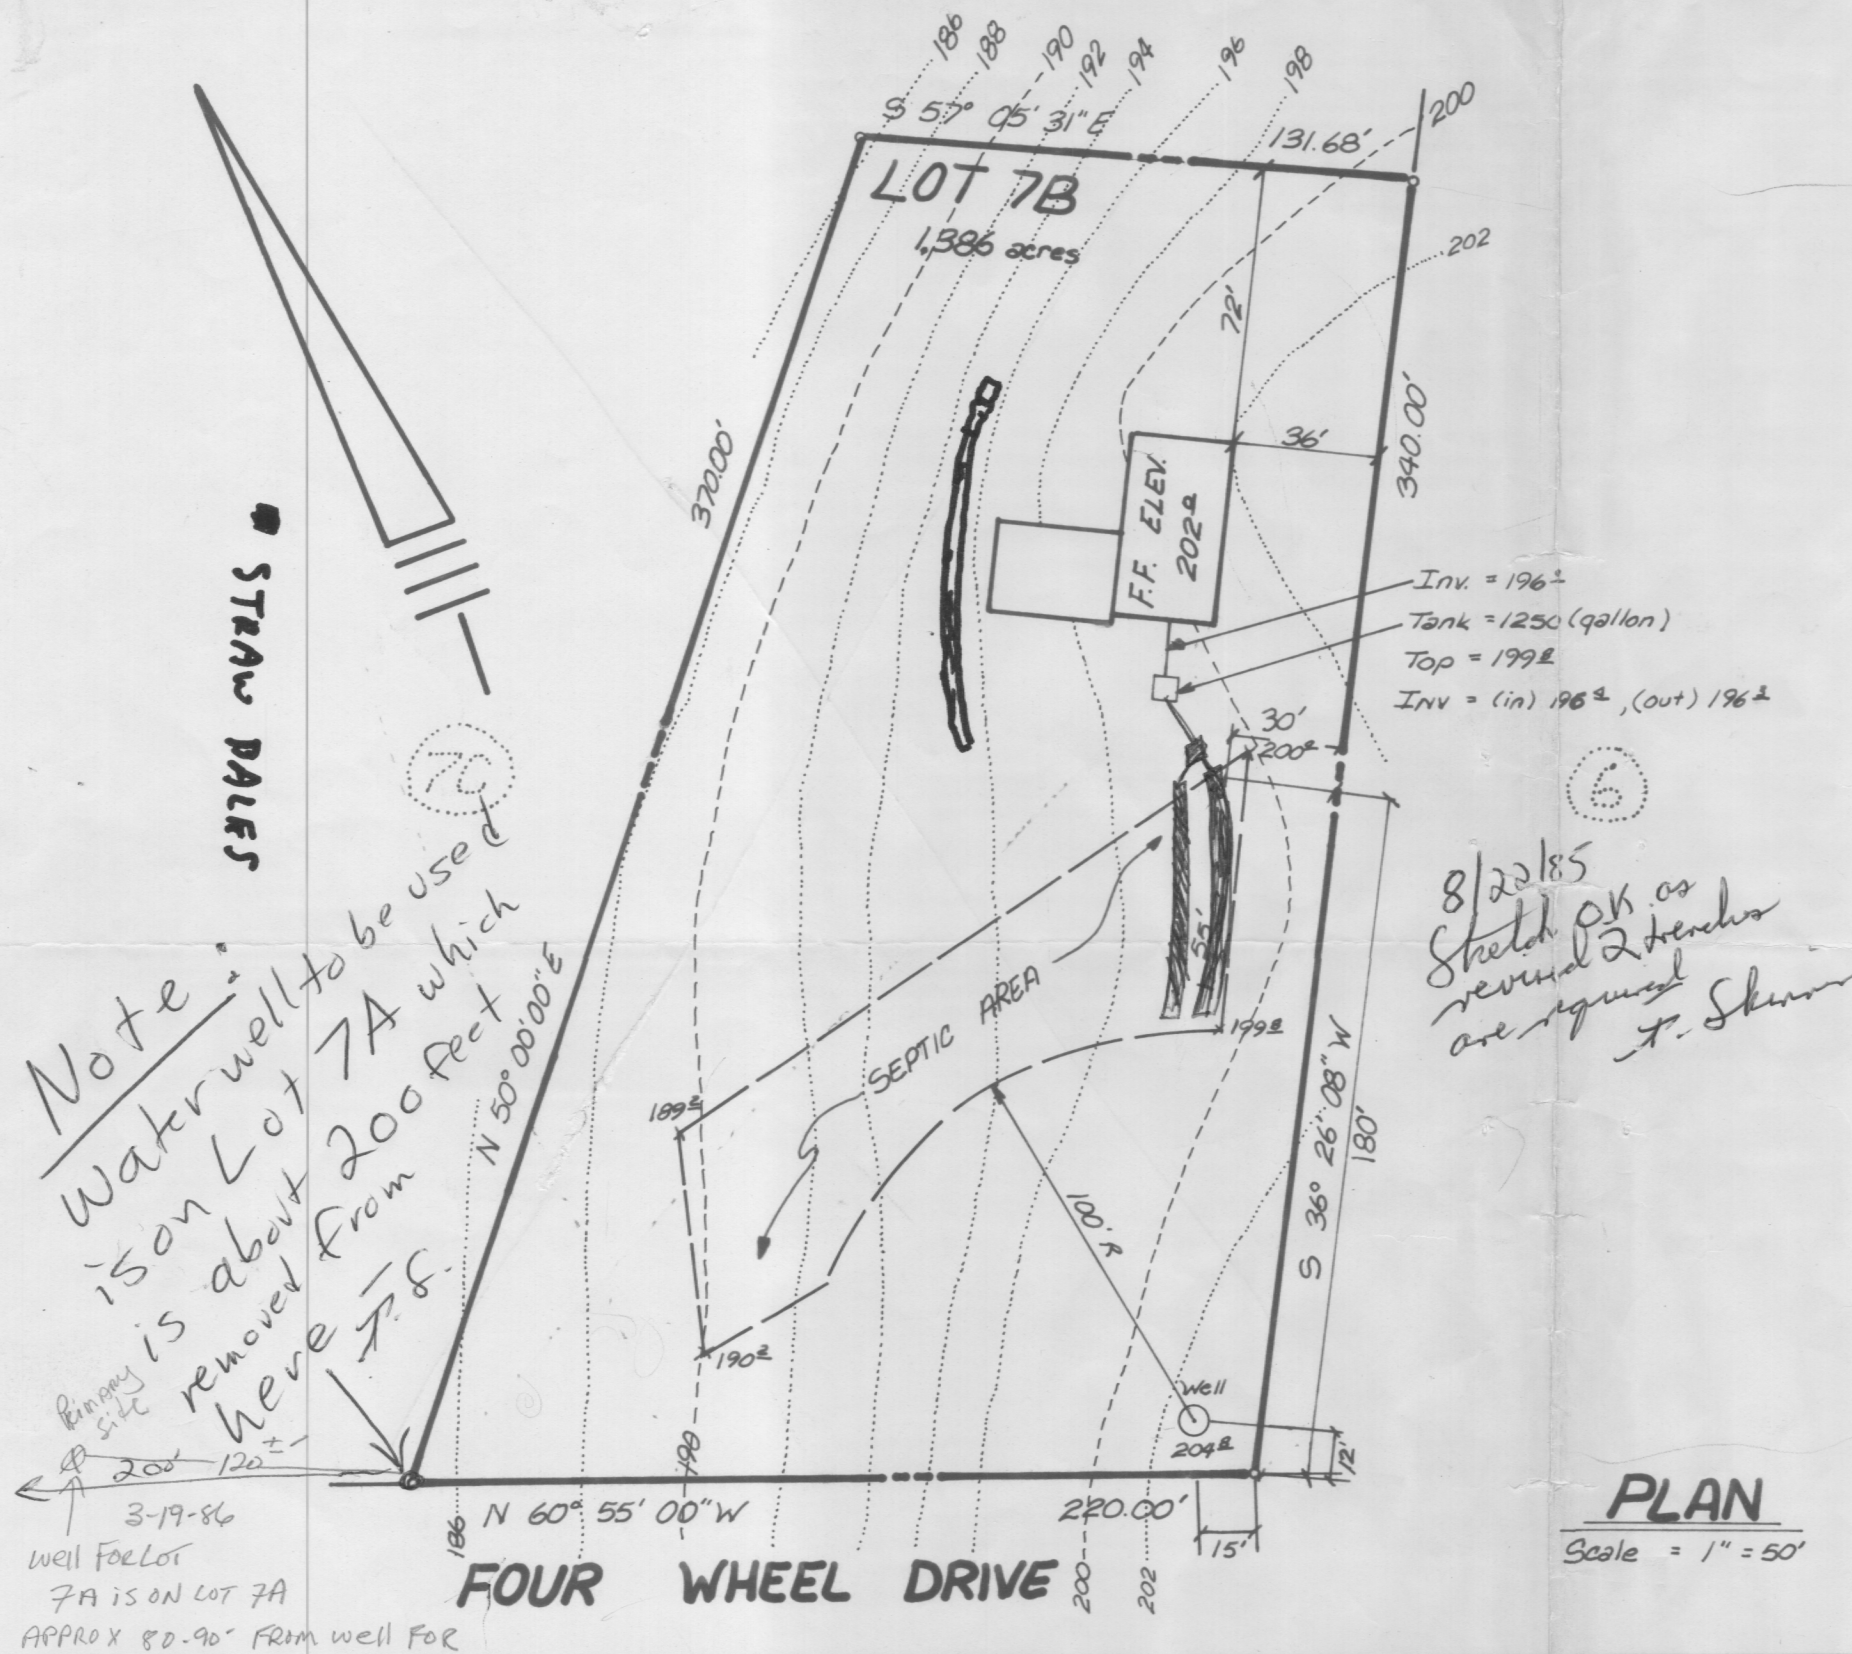 186
188
190
192
194
196
198
200
S 57° 05' 31" E
131.68'
LOT 7B
1.386 acres
202
72'
36'
370.00'
340.00'
F.F. ELEV.
202
Inv. = 196
Tank = 1250 (gallon)
Top = 199
Inv = (in) 196, (out) 196
STRAW BALES
7C
6
30'
200
55'
199
SEPTIC AREA
8/22/85
Sketch OK as
revised 2 trenches
are required
N 50° 00' 00" E
S 36° 26' 08" W
180'
189
190
100' R
Well
204
12'
15'
Note:
Water well to be used
is on Lot 7A which
is about 200 feet
removed from
here
Primary
site
200' 120'±
3-19-86
Well FOR LOT
7A is ON LOT 7A
APPROX 80-90' FROM well FOR
N 60° 55' 00" W
220.00'
186
190
200
202
FOUR WHEEL DRIVE
PLAN
Scale = 1" = 50'